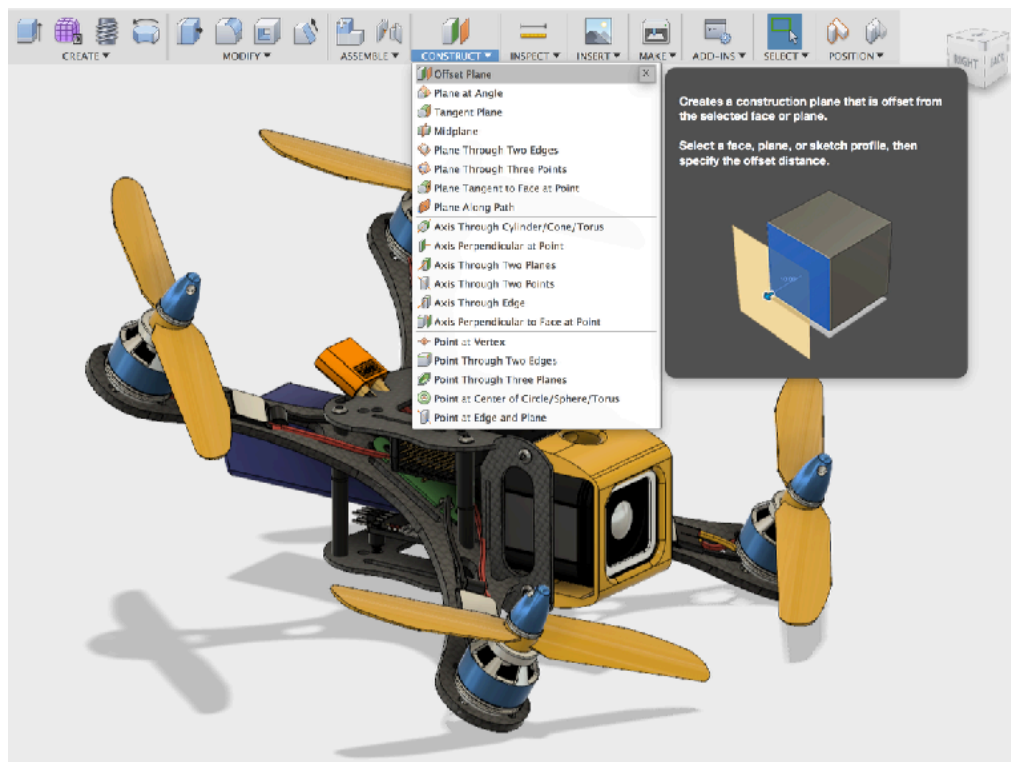 CREATE ▾ MODIFY ▾ ASSEMBLE ▾ CONSTRUCT ▾ INSPECT ▾ INSERT ▾ MAKE ▾ ADD-INS ▾ SELECT ▾ POSITION ▾
RIGHT
Offset Plane
Plane at Angle
Tangent Plane
Midplane
Plane Through Two Edges
Plane Through Three Points
Plane Tangent to Face at Point
Plane Along Path
Axis Through Cylinder/Cone/Torus
Axis Perpendicular at Point
Axis Through Two Planes
Axis Through Two Points
Axis Through Edge
Axis Perpendicular to Face at Point
Point at Vertex
Point Through Two Edges
Point Through Three Planes
Point at Center of Circle/Sphere/Torus
Point at Edge and Plane
Creates a construction plane that is offset from
the selected face or plane.
Select a face, plane, or sketch profile, then
specify the offset distance.